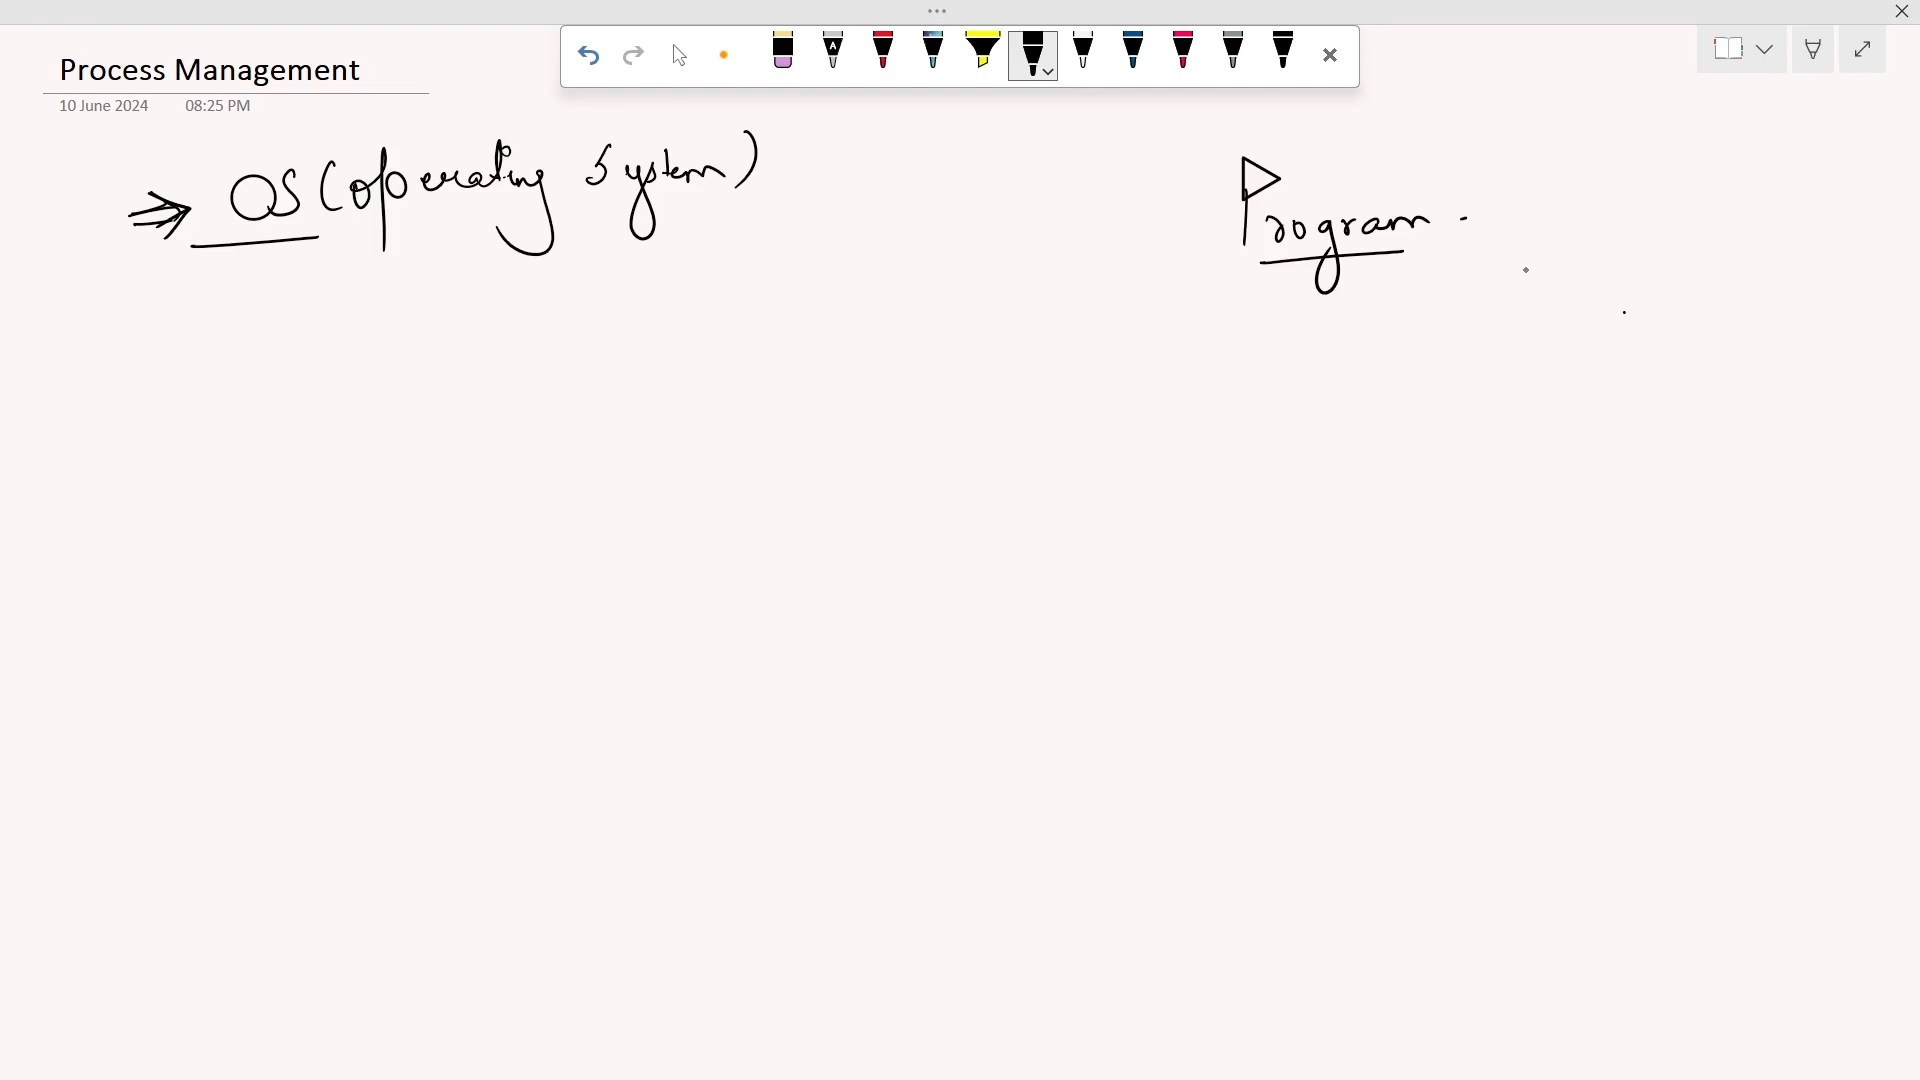 Process Management
10 June 2024 08:25 PM
OS (operating System)
Program